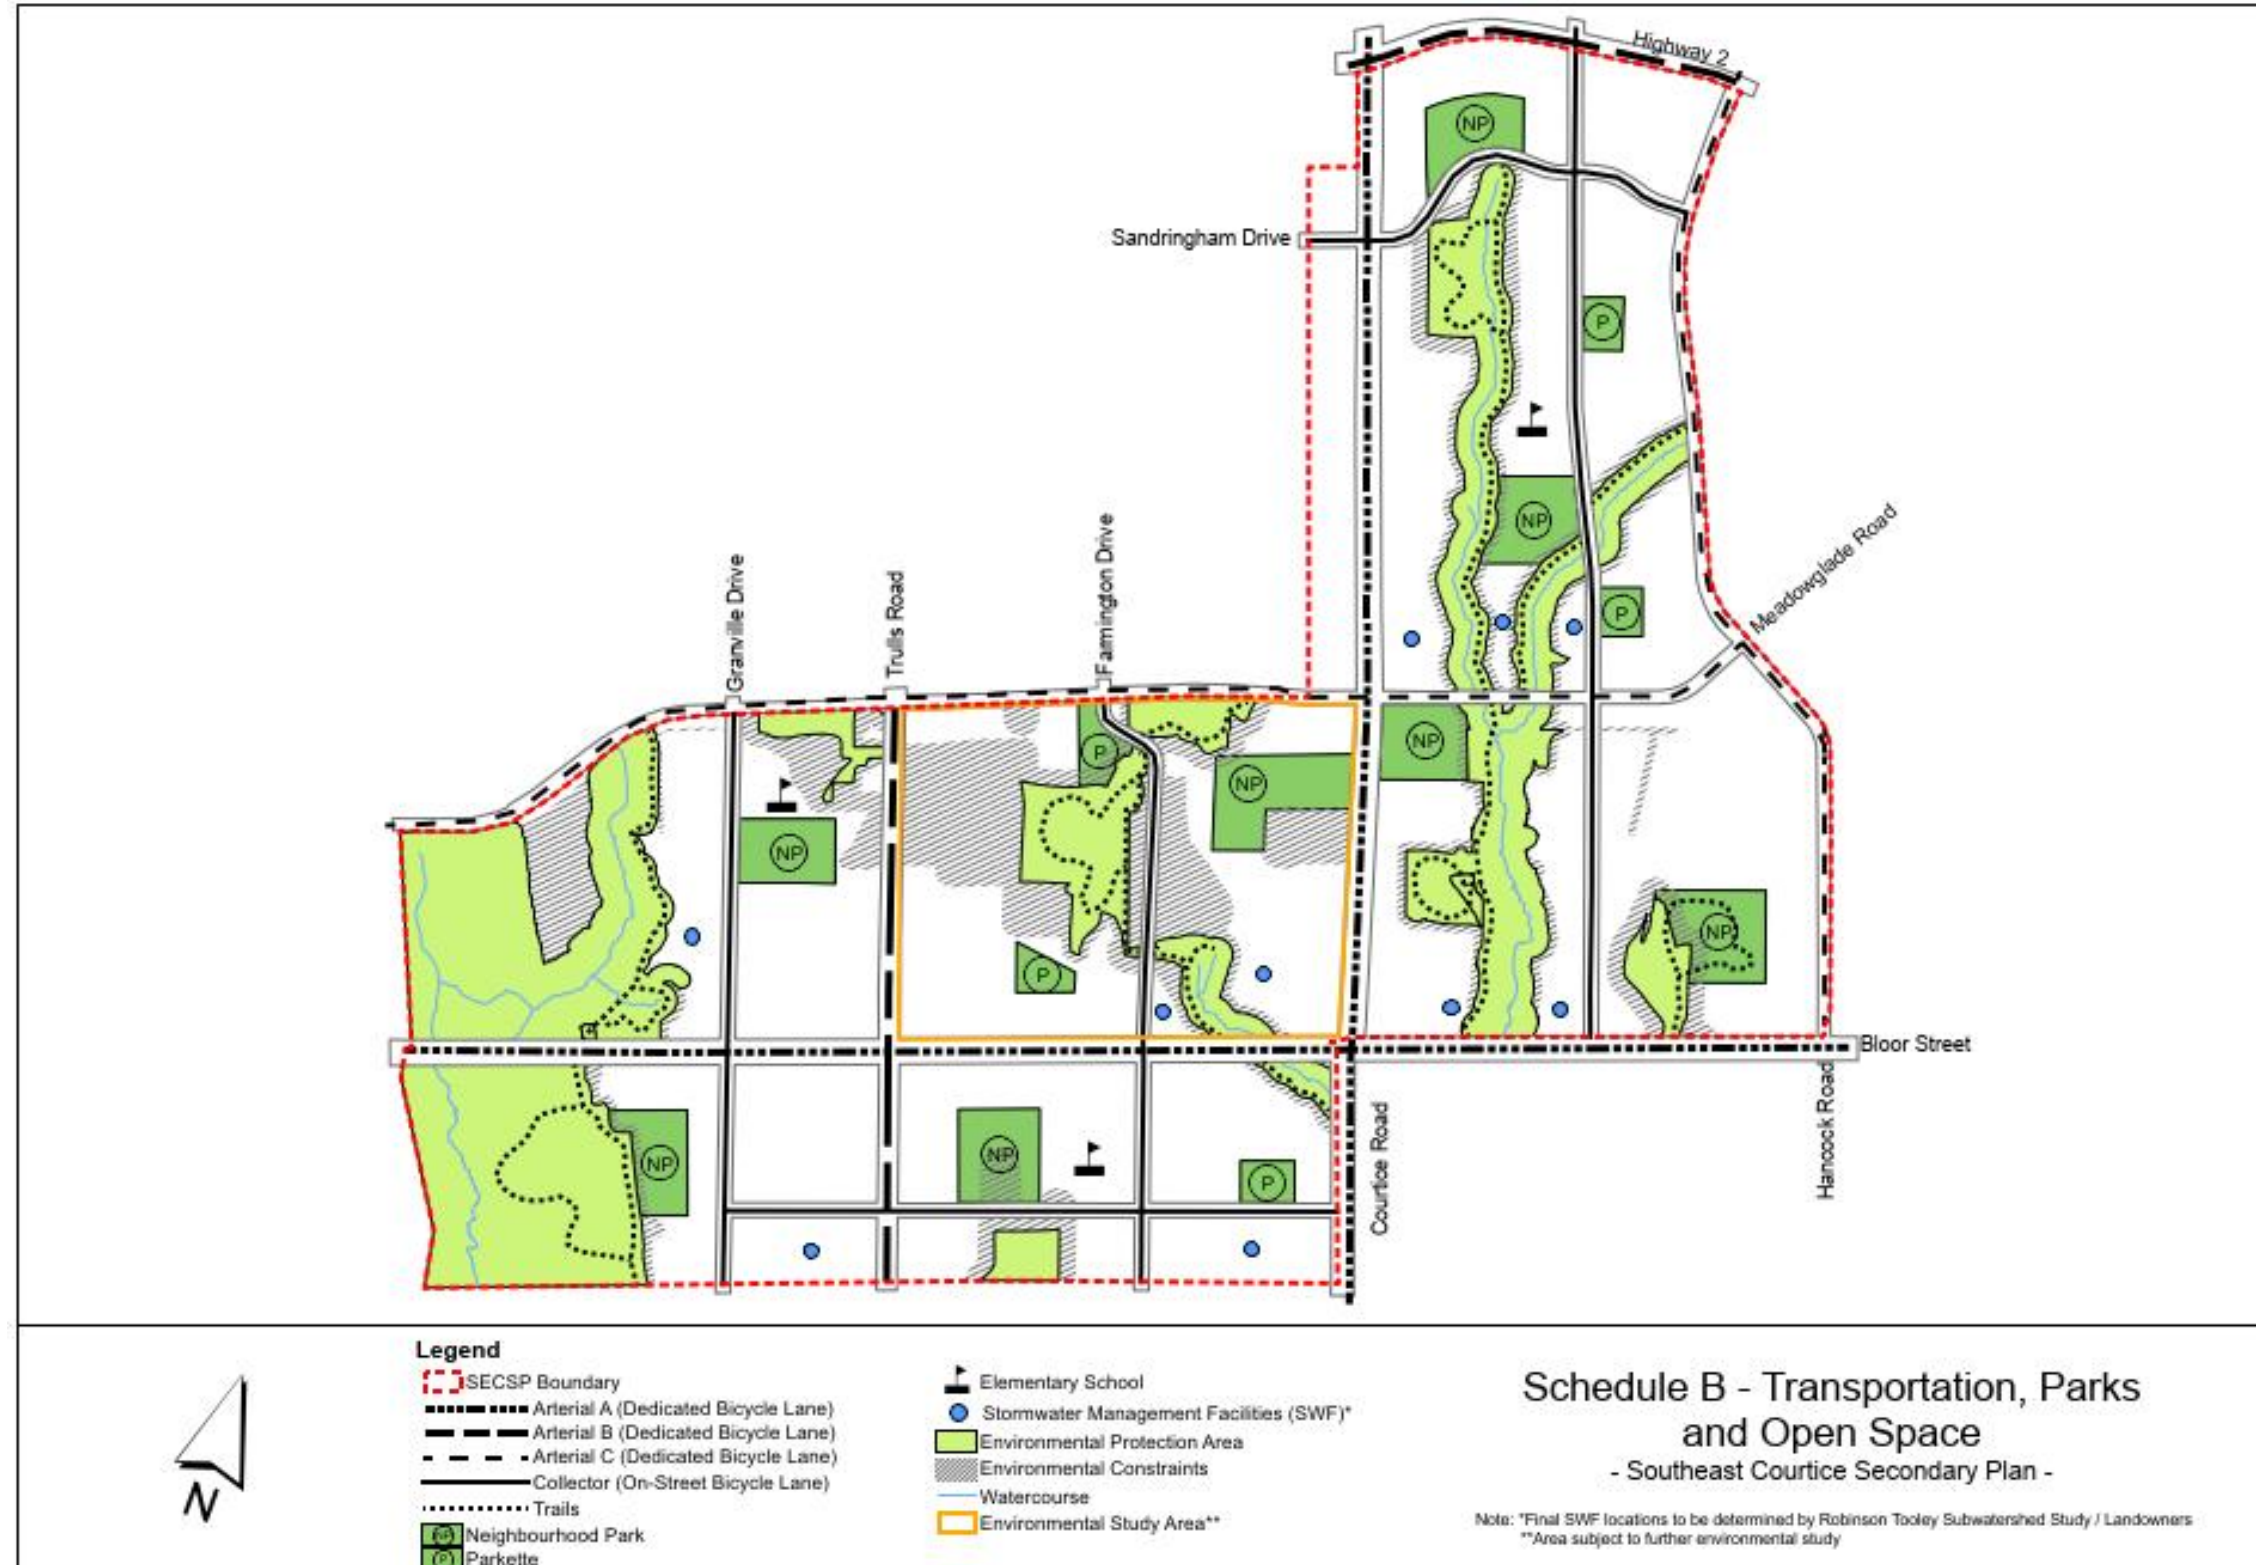 Highway 2
NP
Sandringham Drive
P
NP
Meadowglade Road
P
Granville Drive
Trulls Road
Farmington Drive
P
NP
NP
NP
NP
P
Bloor Street
NP
NP
P
Courtice Road
Hancock Road
N
Legend
SECSP Boundary
Arterial A (Dedicated Bicycle Lane)
Arterial B (Dedicated Bicycle Lane)
Arterial C (Dedicated Bicycle Lane)
Collector (On-Street Bicycle Lane)
Trails
NP Neighbourhood Park
P Parkette
Elementary School
Stormwater Management Facilities (SWF)*
Environmental Protection Area
Environmental Constraints
Watercourse
Environmental Study Area**
Schedule B - Transportation, Parks
and Open Space
- Southeast Courtice Secondary Plan -
Note: *Final SWF locations to be determined by Robinson Tooley Subwatershed Study / Landowners
**Area subject to further environmental study